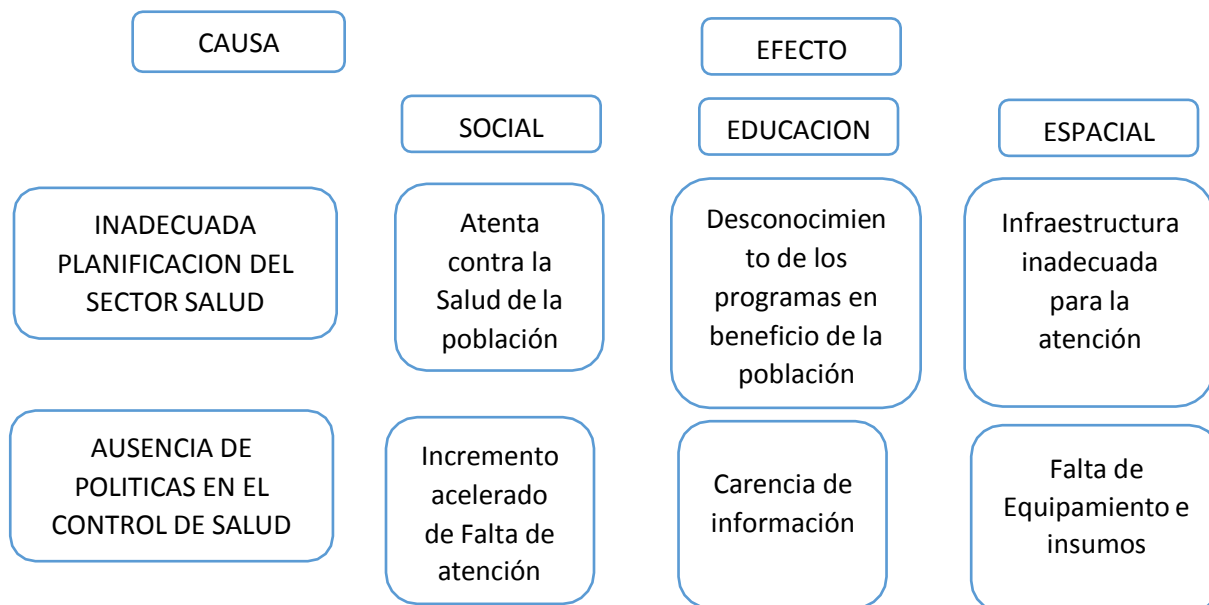 CAUSA
EFECTO
SOCIAL
EDUCACION
ESPACIAL
INADECUADA
PLANIFICACION DEL
SECTOR SALUD
Atenta
contra la
Salud de la
población
Desconocimien
to de los
programas en
beneficio de la
población
Infraestructura
inadecuada
para la
atención
AUSENCIA DE
POLITICAS EN EL
CONTROL DE SALUD
Incremento
acelerado
de Falta de
atención
Carencia de
información
Falta de
Equipamiento e
insumos